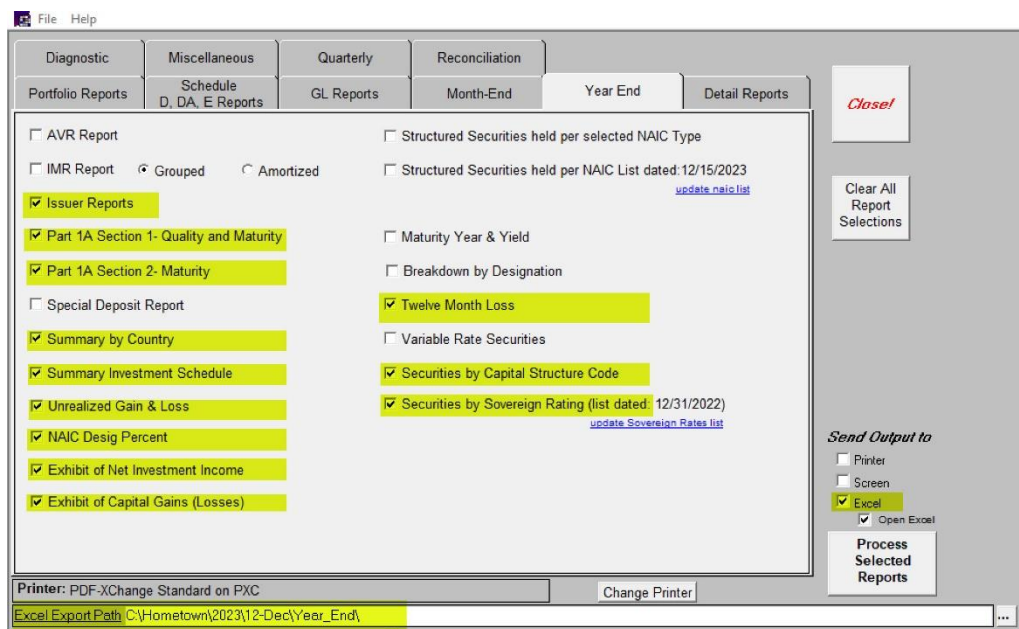 File Help
Diagnostic Miscellaneous Quarterly Reconciliation
Portfolio Reports Schedule D, DA, E Reports GL Reports Month-End Year End Detail Reports
Close!
AVR Report
IMR Report Grouped Amortized
Issuer Reports
Part 1A Section 1- Quality and Maturity
Part 1A Section 2- Maturity
Special Deposit Report
Summary by Country
Summary Investment Schedule
Unrealized Gain & Loss
NAIC Desig Percent
Exhibit of Net Investment Income
Exhibit of Capital Gains (Losses)
Structured Securities held per selected NAIC Type
Structured Securities held per NAIC List dated:12/15/2023
update naic list
Maturity Year & Yield
Breakdown by Designation
Twelve Month Loss
Variable Rate Securities
Securities by Capital Structure Code
Securities by Sovereign Rating (list dated: 12/31/2022)
update Sovereign Rates list
Clear All
Report
Selections
Send Output to
Printer
Screen
Excel
Open Excel
Process
Selected
Reports
Printer: PDF-XChange Standard on PXC
Change Printer
Excel Export Path C:\Hometown\2023\12-Dec\Year_End\
...